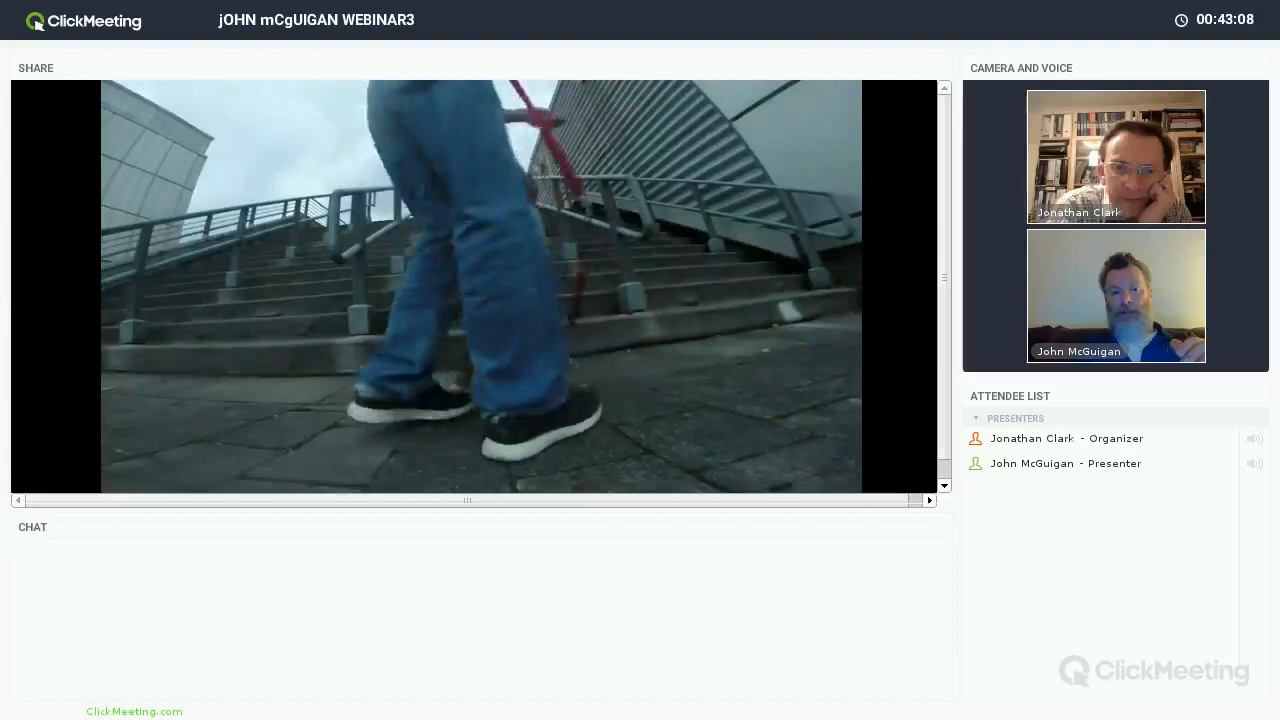 ClickMeeting
jOHN mCgUIGAN WEBINAR3
00:43:08
SHARE
CAMERA AND VOICE
Jonathan Clark
John McGuigan
ATTENDEE LIST
PRESENTERS
Jonathan Clark - Organizer
John McGuigan - Presenter
CHAT
ClickMeeting
ClickMeeting.com